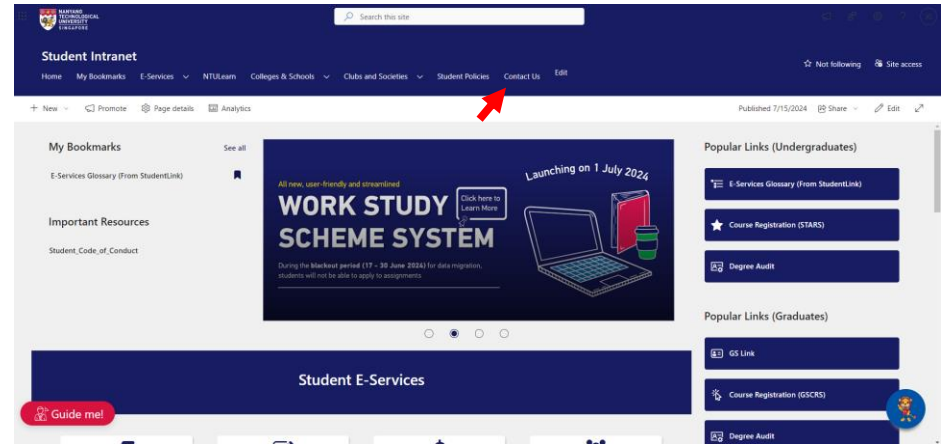 NANYANG
TECHNOLOGICAL
UNIVERSITY
SINGAPORE
Search this site
Student Intranet
Not following
Site access
Home My Bookmarks E-Services NTULearn Colleges & Schools Clubs and Societies Student Policies Contact Us Edit
New Promote Page details Analytics
Published 7/15/2024 Share Edit
My Bookmarks
See all
E-Services Glossary (From StudentLink)
Important Resources
Student_Code_of_Conduct
All new, user-friendly and streamlined
WORK STUDY
SCHEME SYSTEM
Click here to
Learn More
Launching on 1 July 2024
During the blackout period (17 - 30 June 2024) for data migration,
students will not be able to apply to assignments
Popular Links (Undergraduates)
E-Services Glossary (From StudentLink)
Course Registration (STARS)
Degree Audit
Popular Links (Graduates)
GS Link
Course Registration (GSCRS)
Degree Audit
Student E-Services
Guide me!